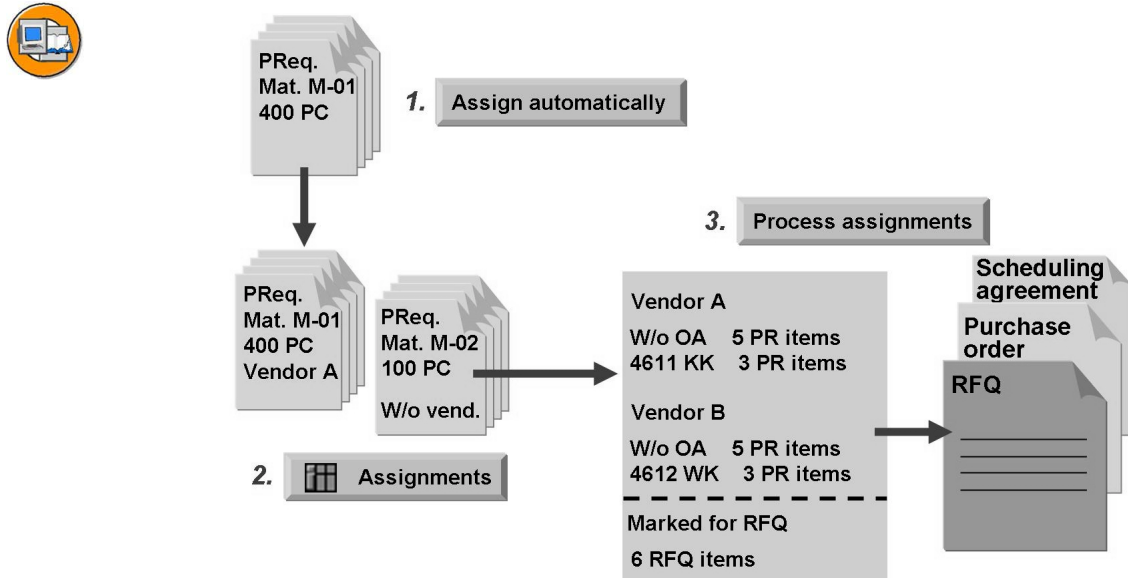 PReq.
Mat. M-01
400 PC
1. Assign automatically
PReq.
Mat. M-01
400 PC
Vendor A
PReq.
Mat. M-02
100 PC
W/o vend.
2. Assignments
3. Process assignments
Vendor A
W/o OA 5 PR items
4611 KK 3 PR items
Vendor B
W/o OA 5 PR items
4612 WK 3 PR items
Marked for RFQ
6 RFQ items
Scheduling
agreement
Purchase
order
RFQ